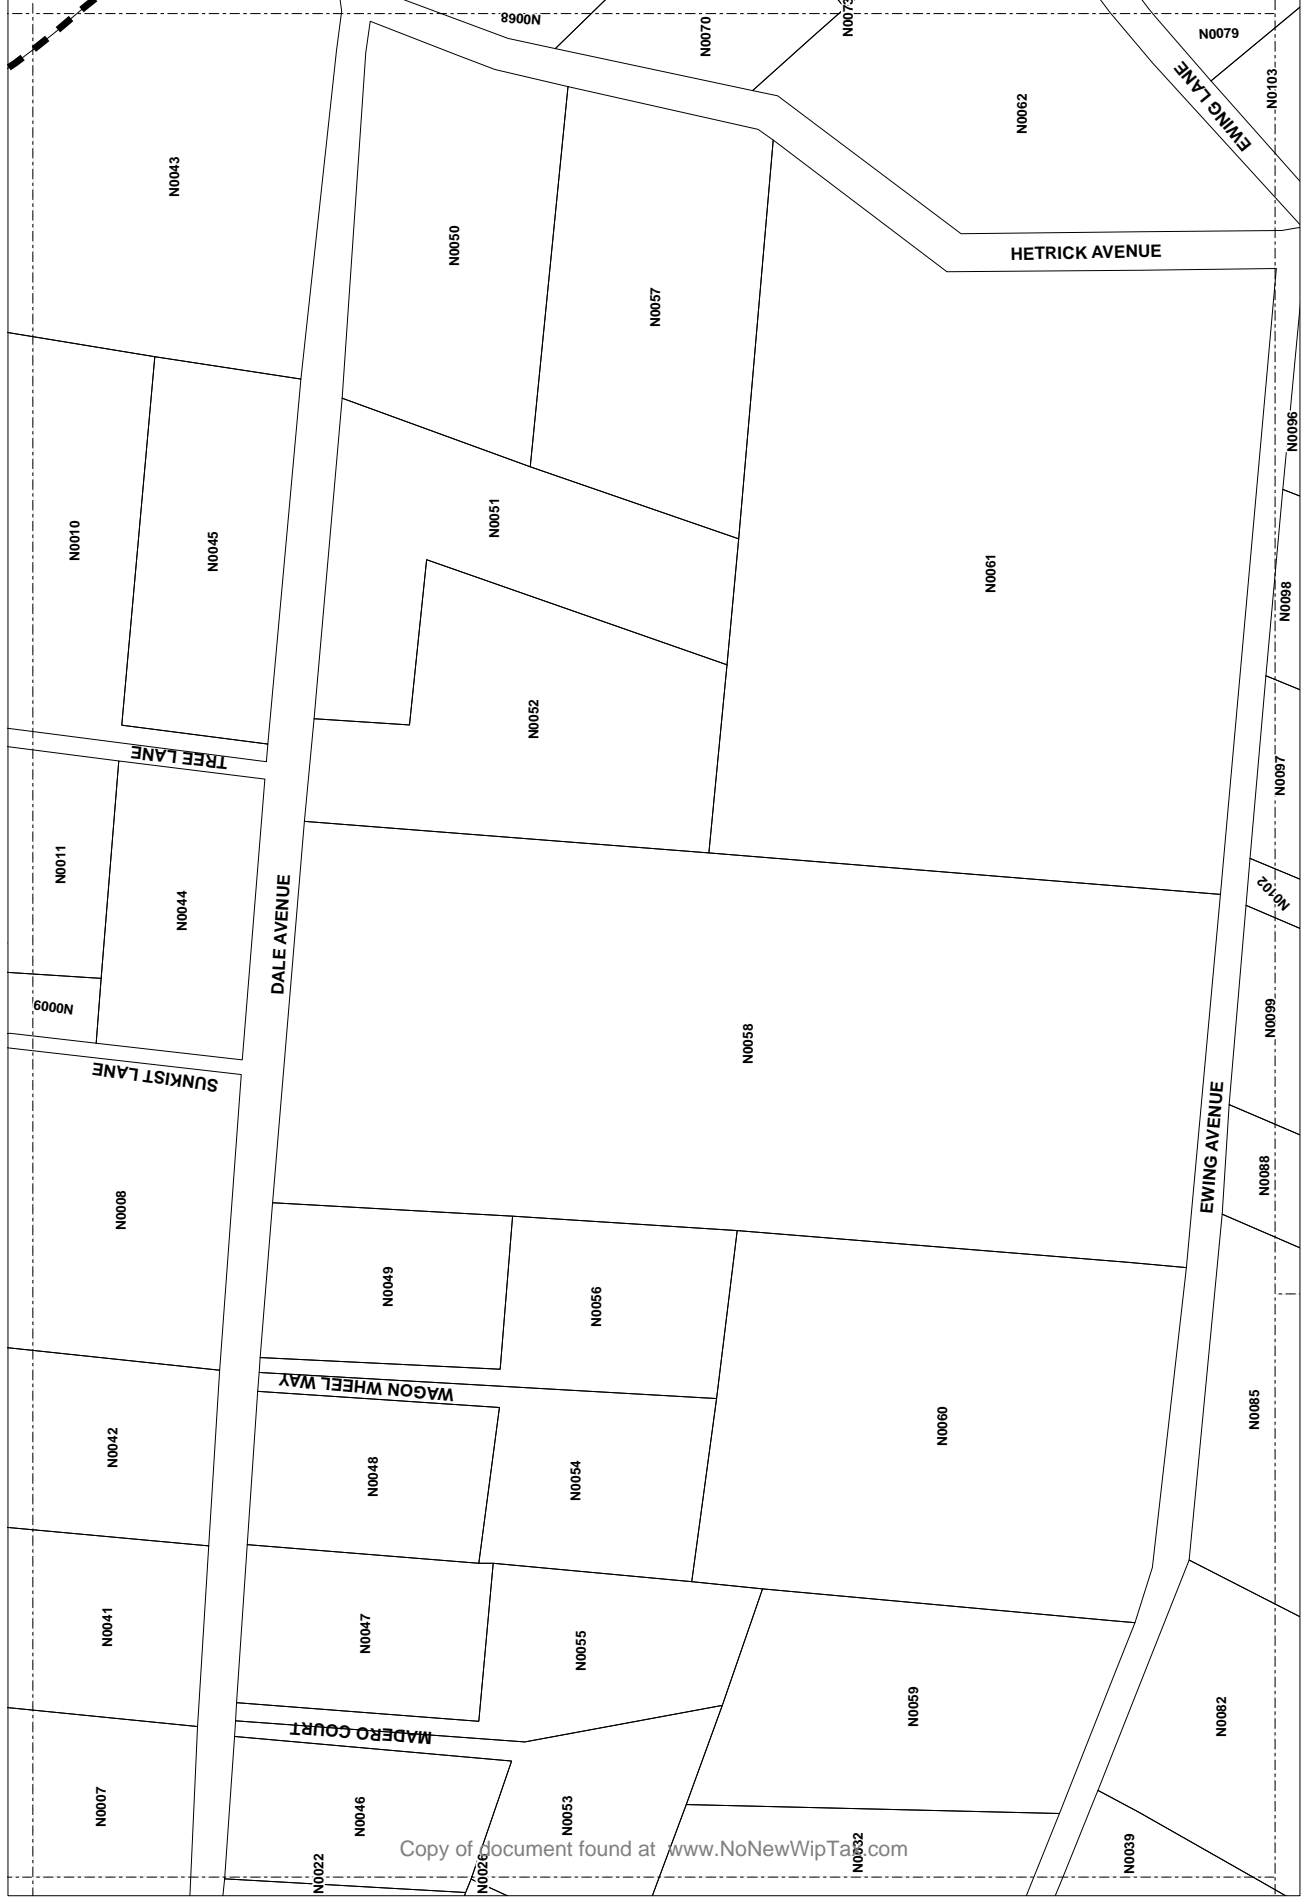 N0068
N0070
N0073
N0079
N0103
EWING LANE
N0062
N0043
N0050
HETRICK AVENUE
N0057
N0096
N0051
N0010
N0045
N0061
N0098
N0052
TREE LANE
N0097
N0011
N0044
N0102
DALE AVENUE
N0009
N0099
N0058
SUNKIST LANE
EWING AVENUE
N0088
N0008
N0049
N0056
WAGON WHEEL WAY
N0085
N0060
N0042
N0048
N0054
N0041
N0047
N0055
N0059
N0082
MADERO COURT
N0007
N0046
N0053
N0032
N0039
N0022
N0026
Copy of document found at www.NoNewWipTax.com